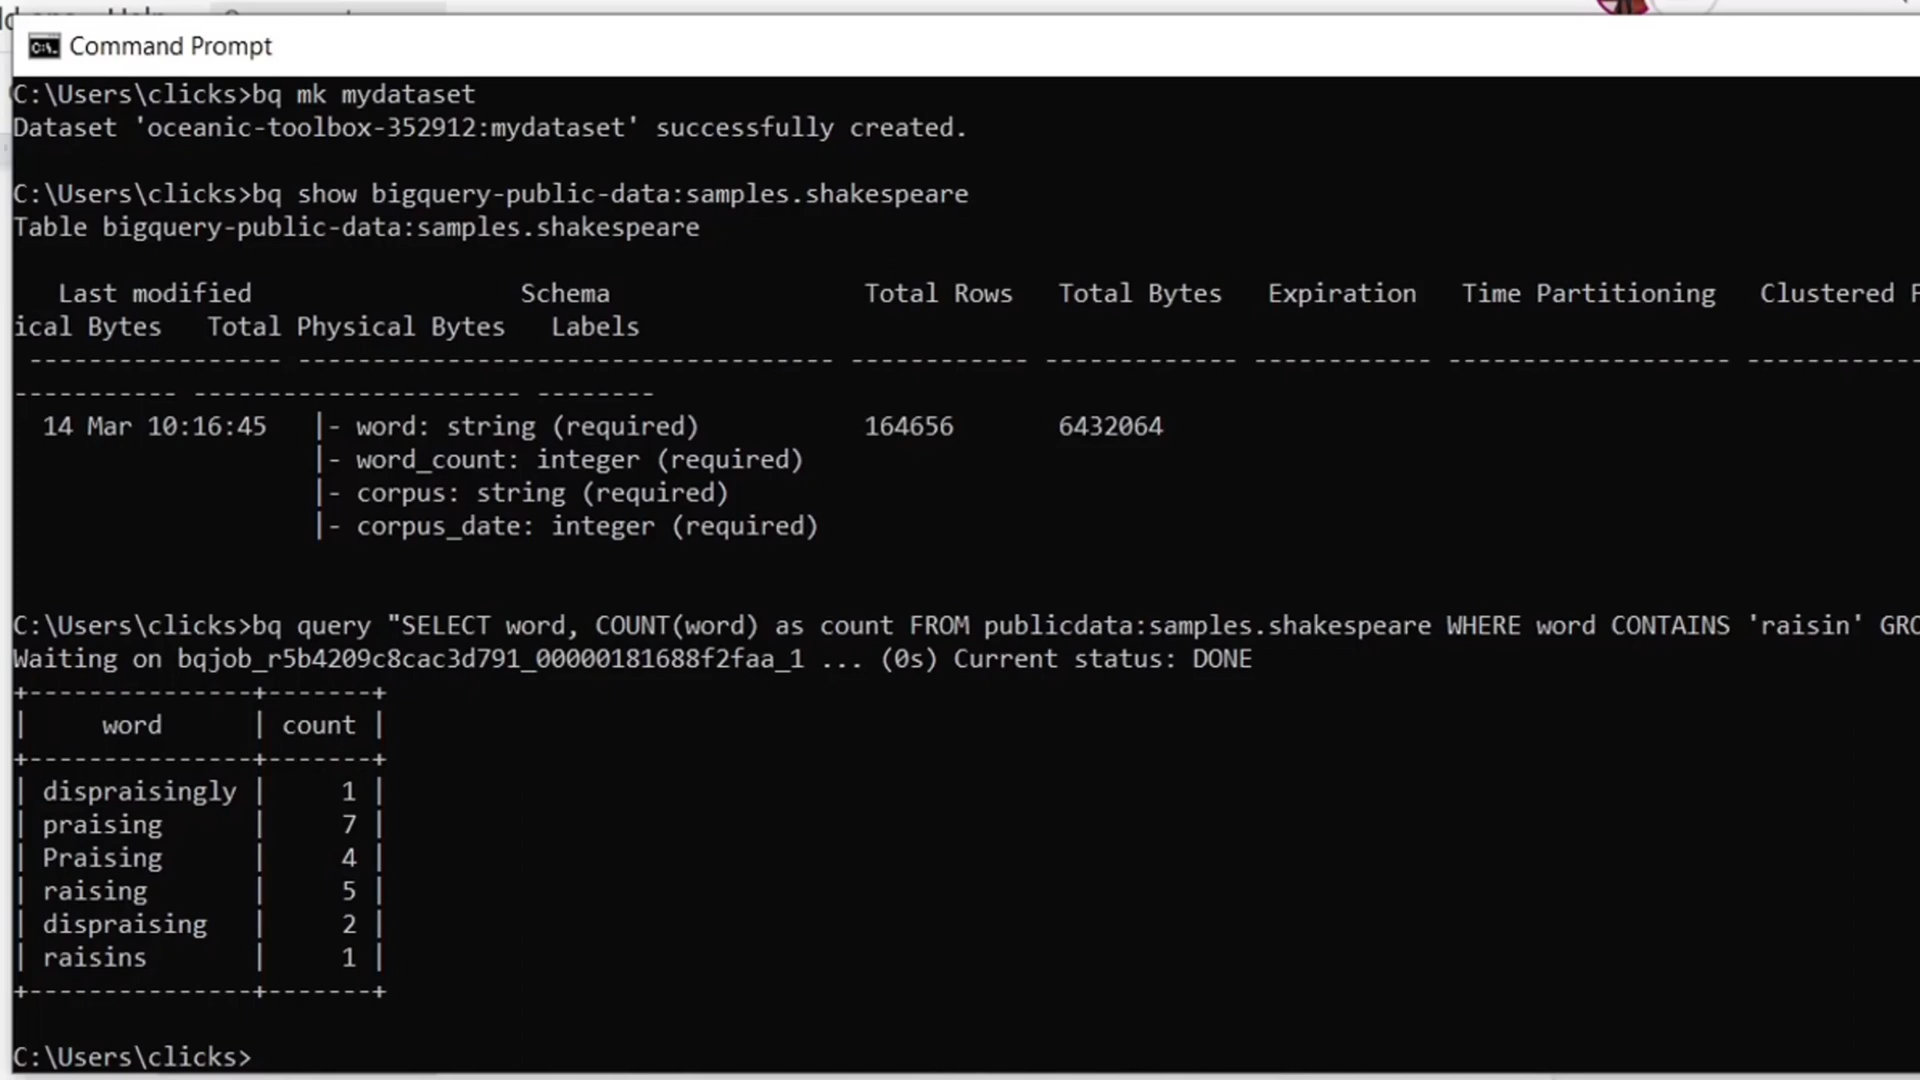 Help
Command Prompt
C:\Users\clicks>bq mk mydataset
Dataset 'oceanic-toolbox-352912:mydataset' successfully created.
C:\Users\clicks>bq show bigquery-public-data:samples.shakespeare
Table bigquery-public-data:samples.shakespeare
Last modified Schema Total Rows Total Bytes Expiration Time Partitioning Clustered F
ical Bytes Total Physical Bytes Labels
----------------- ------------------------------------ ------------ ------------- ------------ ------------------- ------------
----------- ---------------------- --------
14 Mar 10:16:45 |- word: string (required) 164656 6432064
|- word_count: integer (required)
|- corpus: string (required)
|- corpus_date: integer (required)
C:\Users\clicks>bq query "SELECT word, COUNT(word) as count FROM publicdata:samples.shakespeare WHERE word CONTAINS 'raisin' GRO
Waiting on bqjob_r5b4209c8cac3d791_00000181688f2faa_1 ... (0s) Current status: DONE
+---------------+-------+
| word | count |
+---------------+-------+
| dispraisingly | 1 |
| praising | 7 |
| Praising | 4 |
| raising | 5 |
| dispraising | 2 |
| raisins | 1 |
+---------------+-------+
C:\Users\clicks>